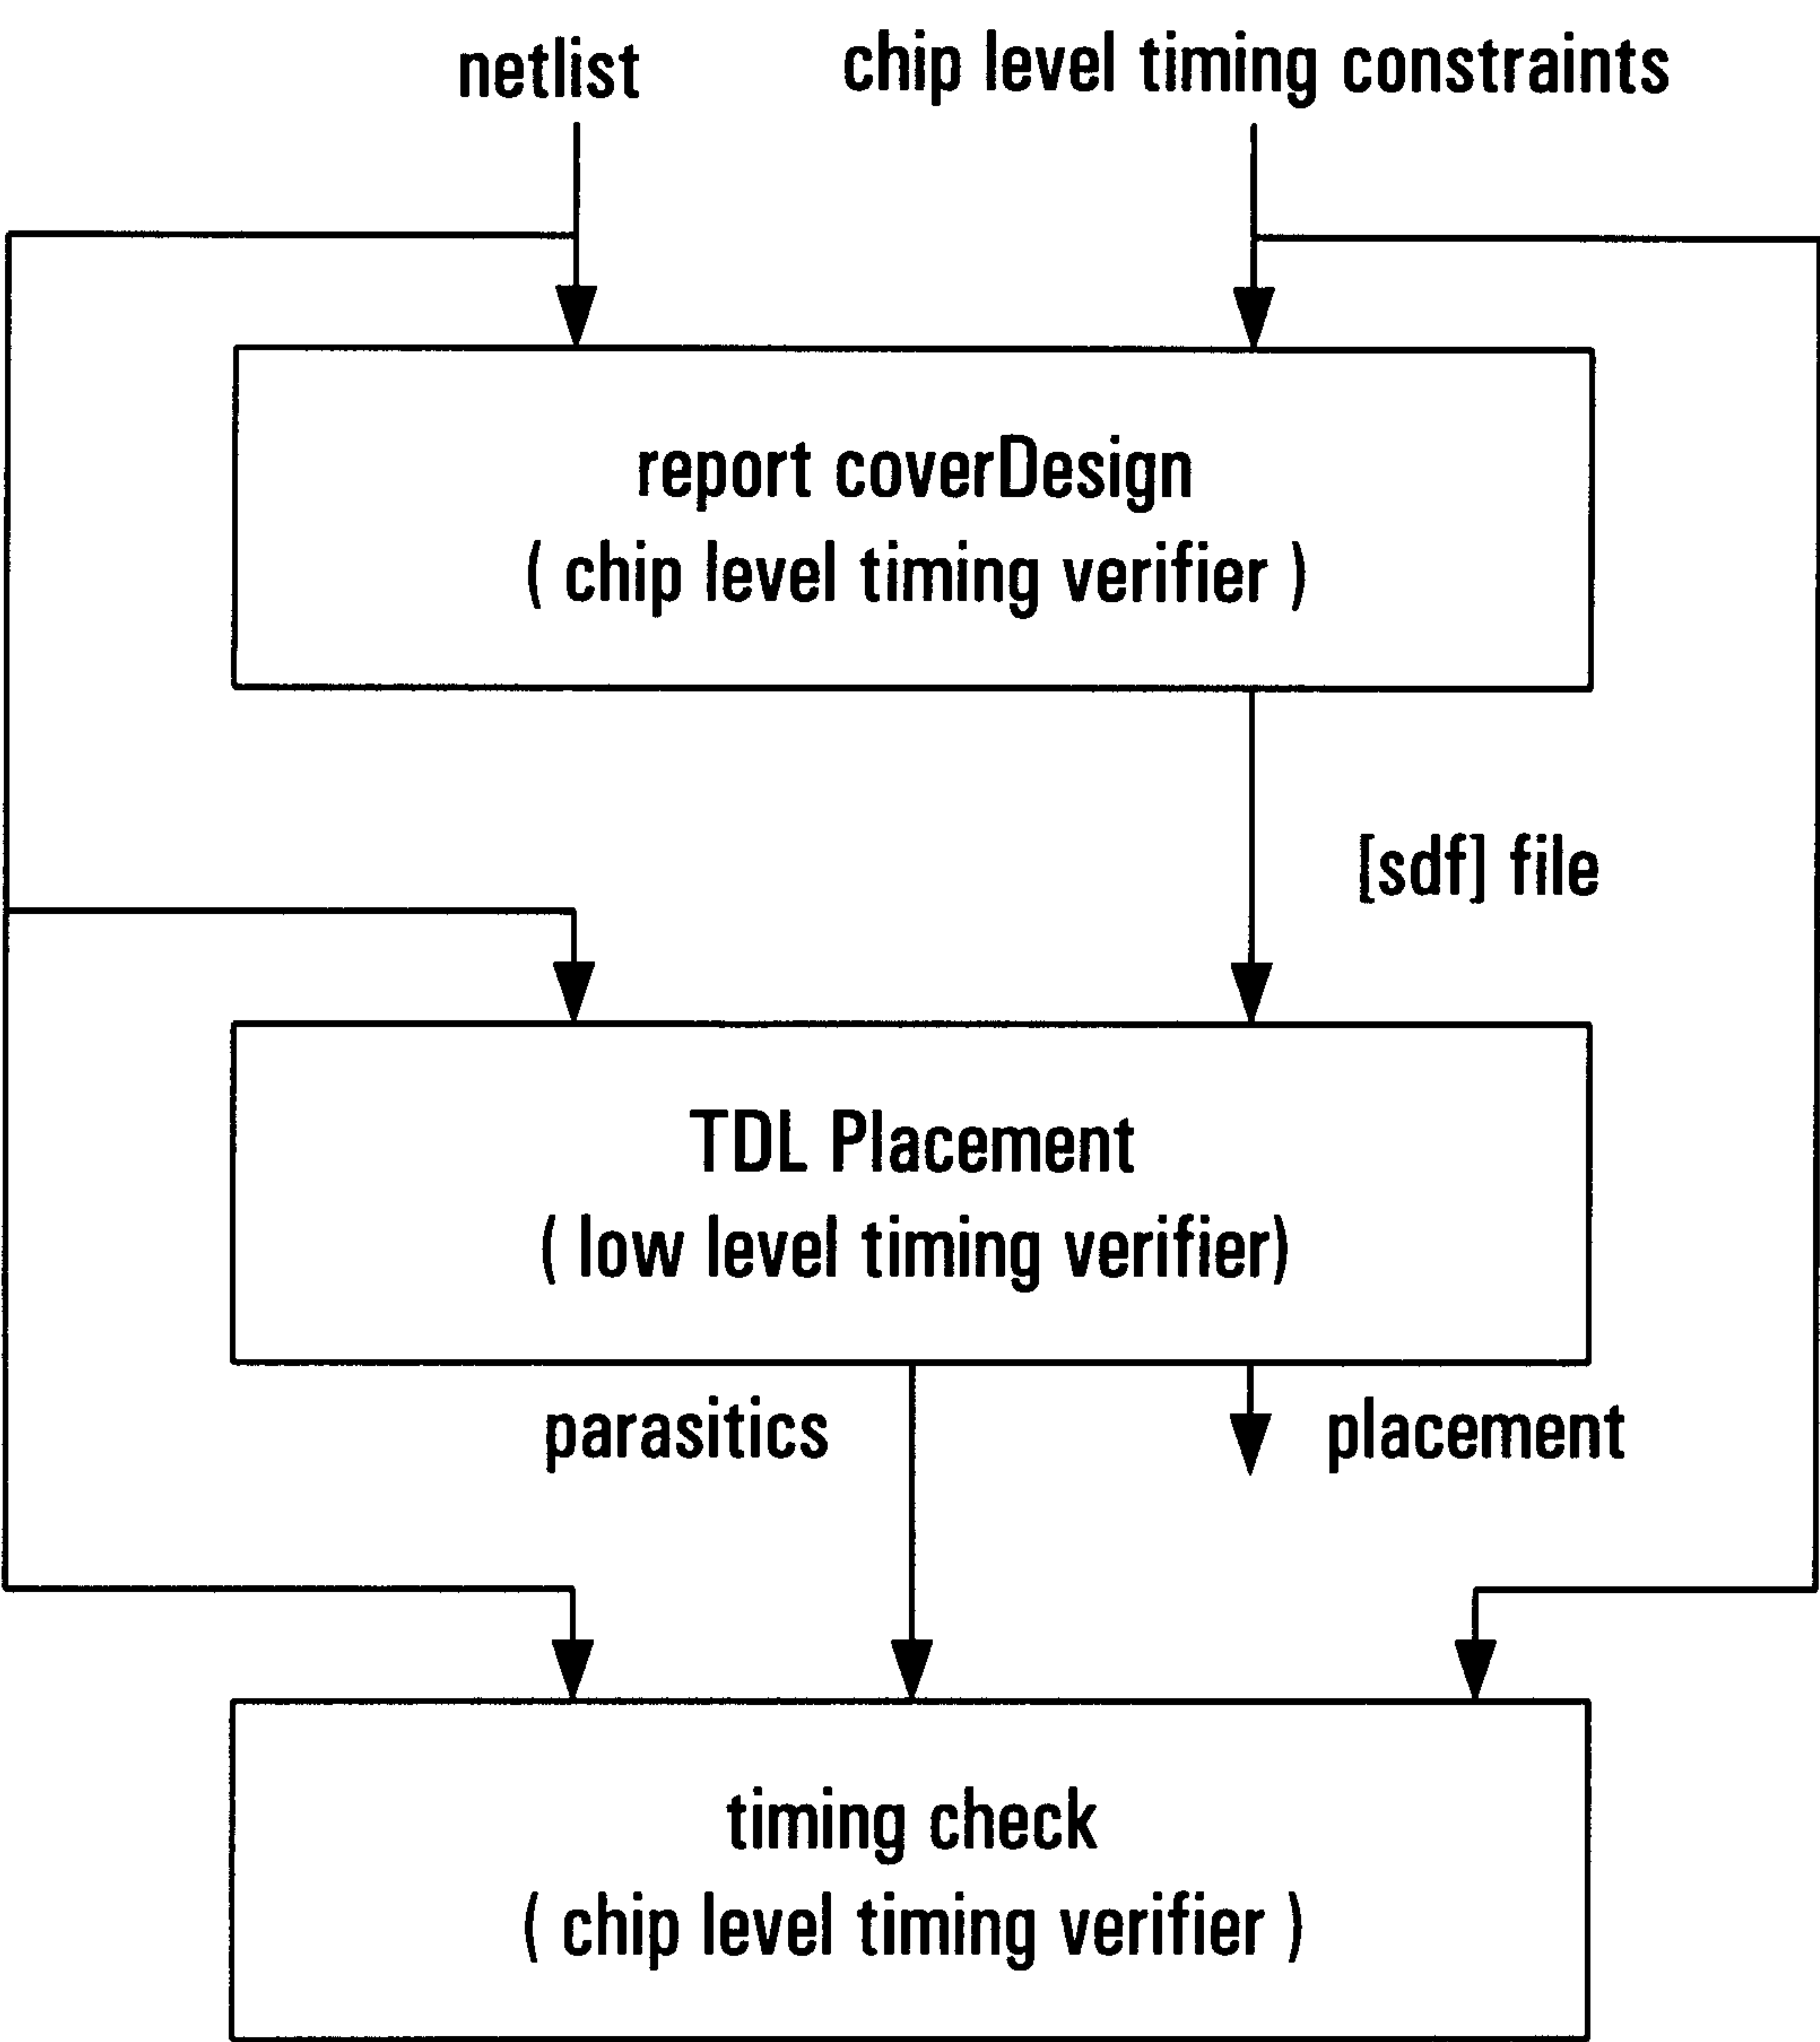 netlist
chip level timing constraints
report coverDesign
( chip level timing verifier )
[sdf] file
TDL Placement
( low level timing verifier)
parasitics
placement
timing check
( chip level timing verifier )